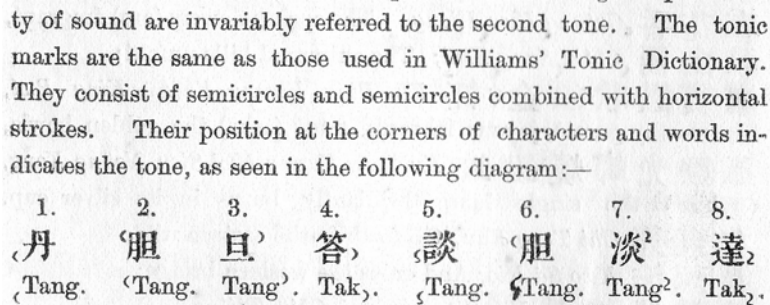 ty of sound are invariably referred to the second tone. The tonic
marks are the same as those used in Williams' Tonic Dictionary.
They consist of semicircles and semicircles combined with horizontal
strokes. Their position at the corners of characters and words in-
dicates the tone, as seen in the following diagram:—
1. 2. 3. 4. 5. 6. 7. 8.
꜀丹 ꜂胆 旦꜄ 答꜆ ꜁談 ꜂胆 淡꜅ 達꜇
꜀Tang. ꜂Tang. Tang꜄. Tak꜆. ꜁Tang. ꜃Tang. Tang꜅. Tak꜇.